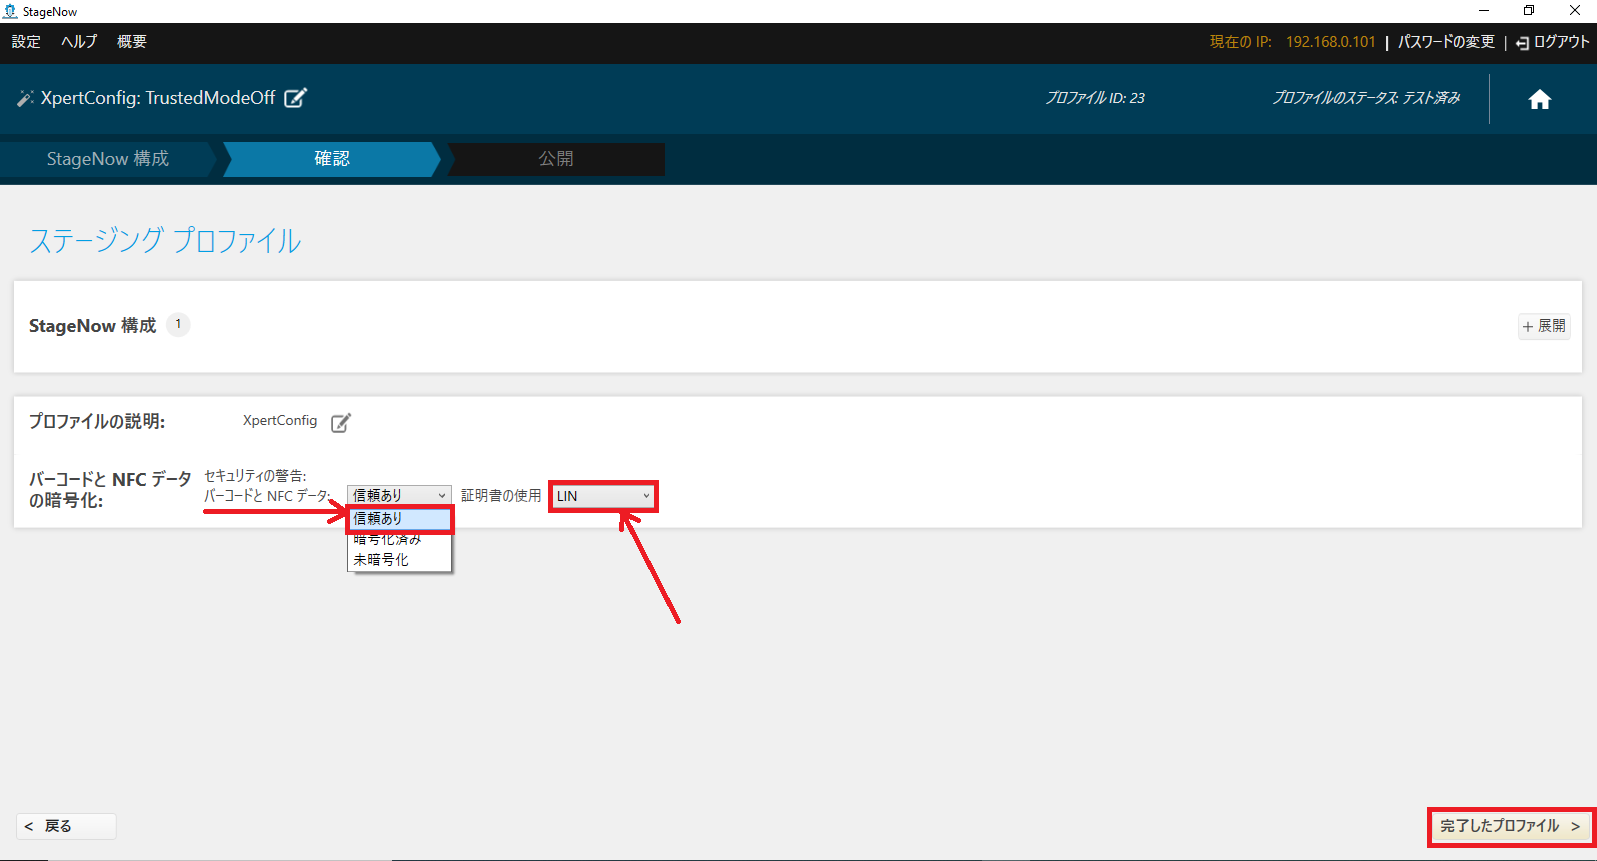 StageNow
設定 ヘルプ 概要 現在の IP: 192.168.0.101 | パスワードの変更 | ログアウト
XpertConfig: TrustedModeOff プロファイル ID: 23 プロファイルのステータス: テスト済み
StageNow 構成 確認 公開
ステージング プロファイル
StageNow 構成 1 + 展開
プロファイルの説明: XpertConfig
バーコードと NFC データの暗号化:
セキュリティの警告:
バーコードと NFC データ: 信頼あり 証明書の使用 LIN
信頼あり
暗号化済み
未暗号化
< 戻る 完了したプロファイル >